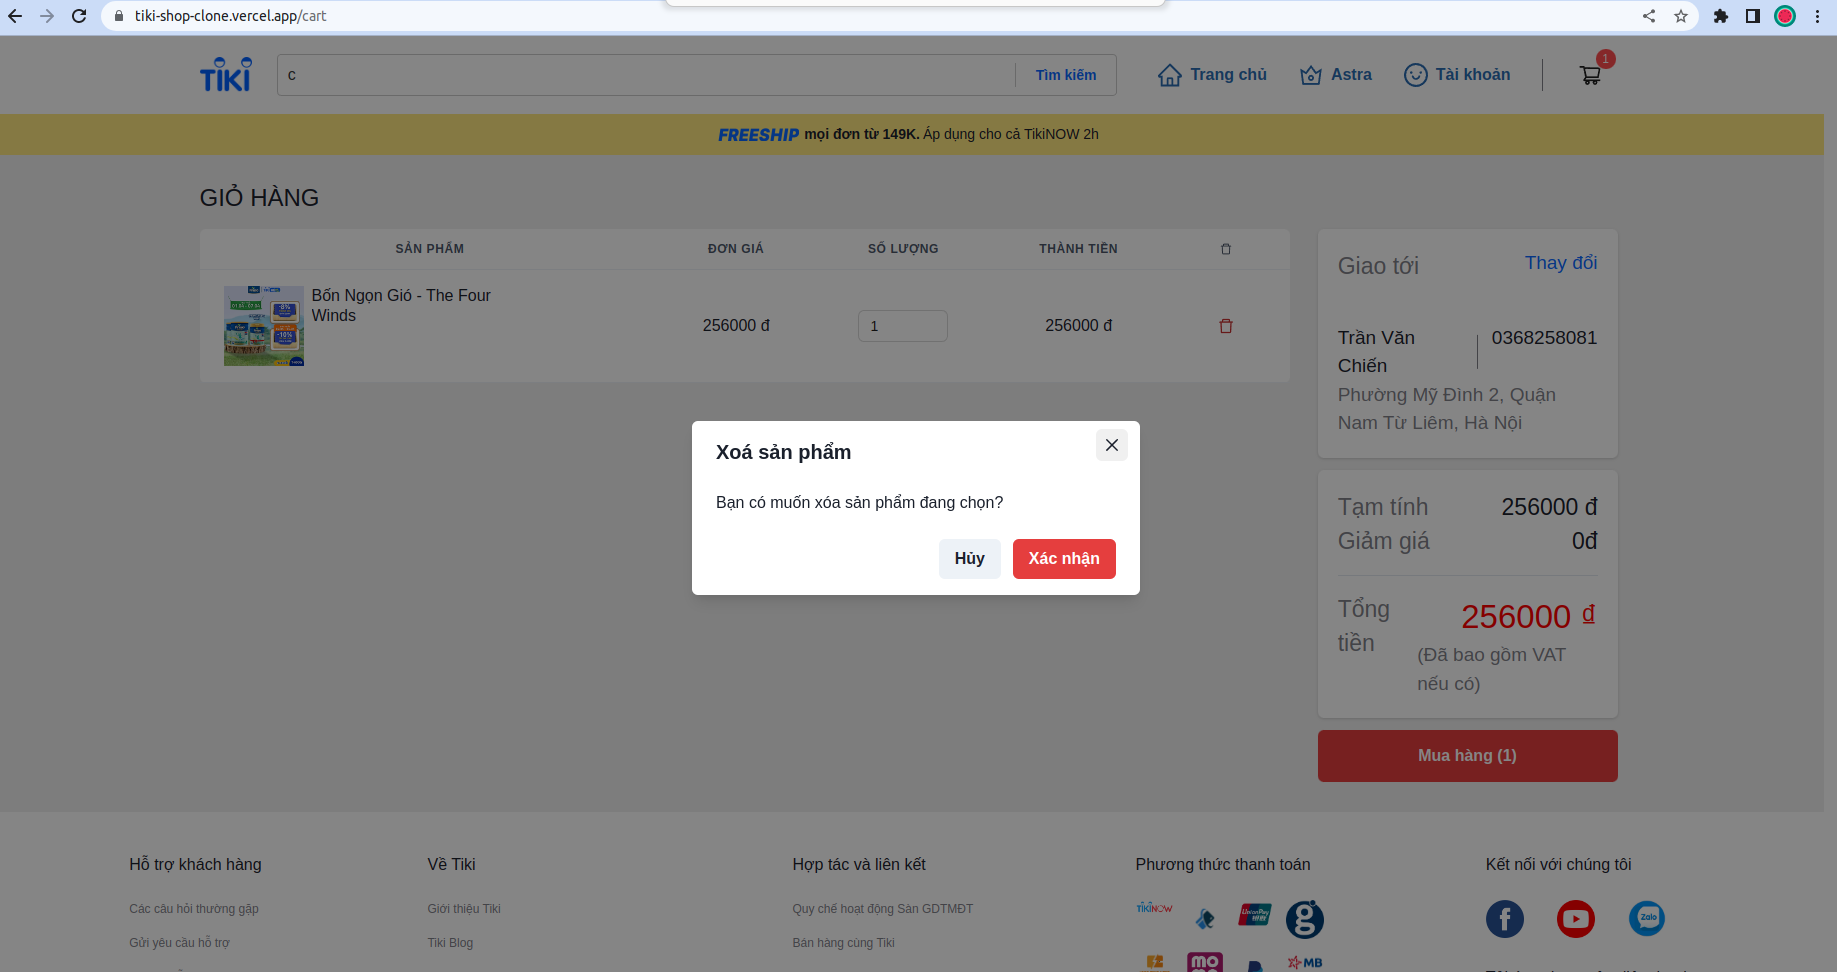 tiki-shop-clone.vercel.app/cart
TIKI
c
Tìm kiếm
Trang chủ
Astra
Tài khoản
1
FREESHIP mọi đơn từ 149K. Áp dụng cho cả TikiNOW 2h
GIỎ HÀNG
SẢN PHẨM
ĐƠN GIÁ
SỐ LƯỢNG
THÀNH TIỀN
Bốn Ngọn Gió - The Four
Winds
256000 đ
1
256000 đ
Giao tới
Thay đổi
Trần Văn
Chiến
0368258081
Phường Mỹ Đình 2, Quận
Nam Từ Liêm, Hà Nội
Xoá sản phẩm
Bạn có muốn xóa sản phẩm đang chọn?
Hủy
Xác nhận
Tạm tính
256000 đ
Giảm giá
0đ
Tổng
tiền
256000 ₫
(Đã bao gồm VAT
nếu có)
Mua hàng (1)
Hỗ trợ khách hàng
Các câu hỏi thường gặp
Gửi yêu cầu hỗ trợ
Về Tiki
Giới thiệu Tiki
Tiki Blog
Hợp tác và liên kết
Quy chế hoạt động Sàn GDTMĐT
Bán hàng cùng Tiki
Phương thức thanh toán
TIKINOW
UnionPay
MB
Kết nối với chúng tôi
Zalo